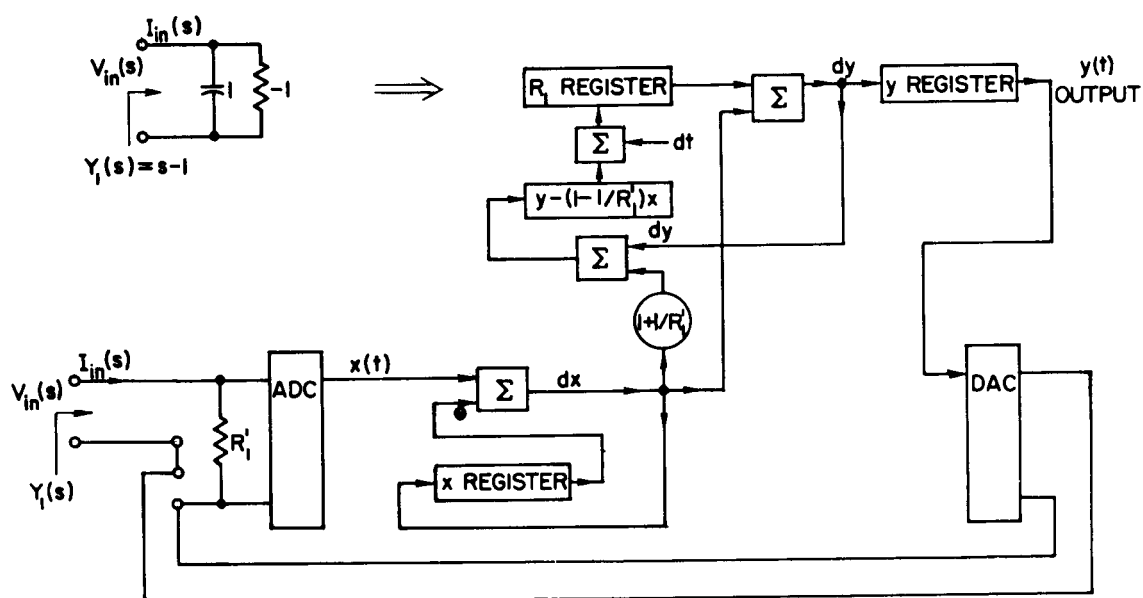 I_in(s)
V_in(s)
1
-1
Y_1(s) = s-1
⇒
R_1 REGISTER
Σ
dy
y REGISTER
y(t)
OUTPUT
Σ
dt
y-(1-1/R'_1)x
dy
Σ
1+1/R'_1
I_in(s)
V_in(s)
Y_1(s)
R'_1
ADC
x(t)
Σ
dx
x REGISTER
DAC